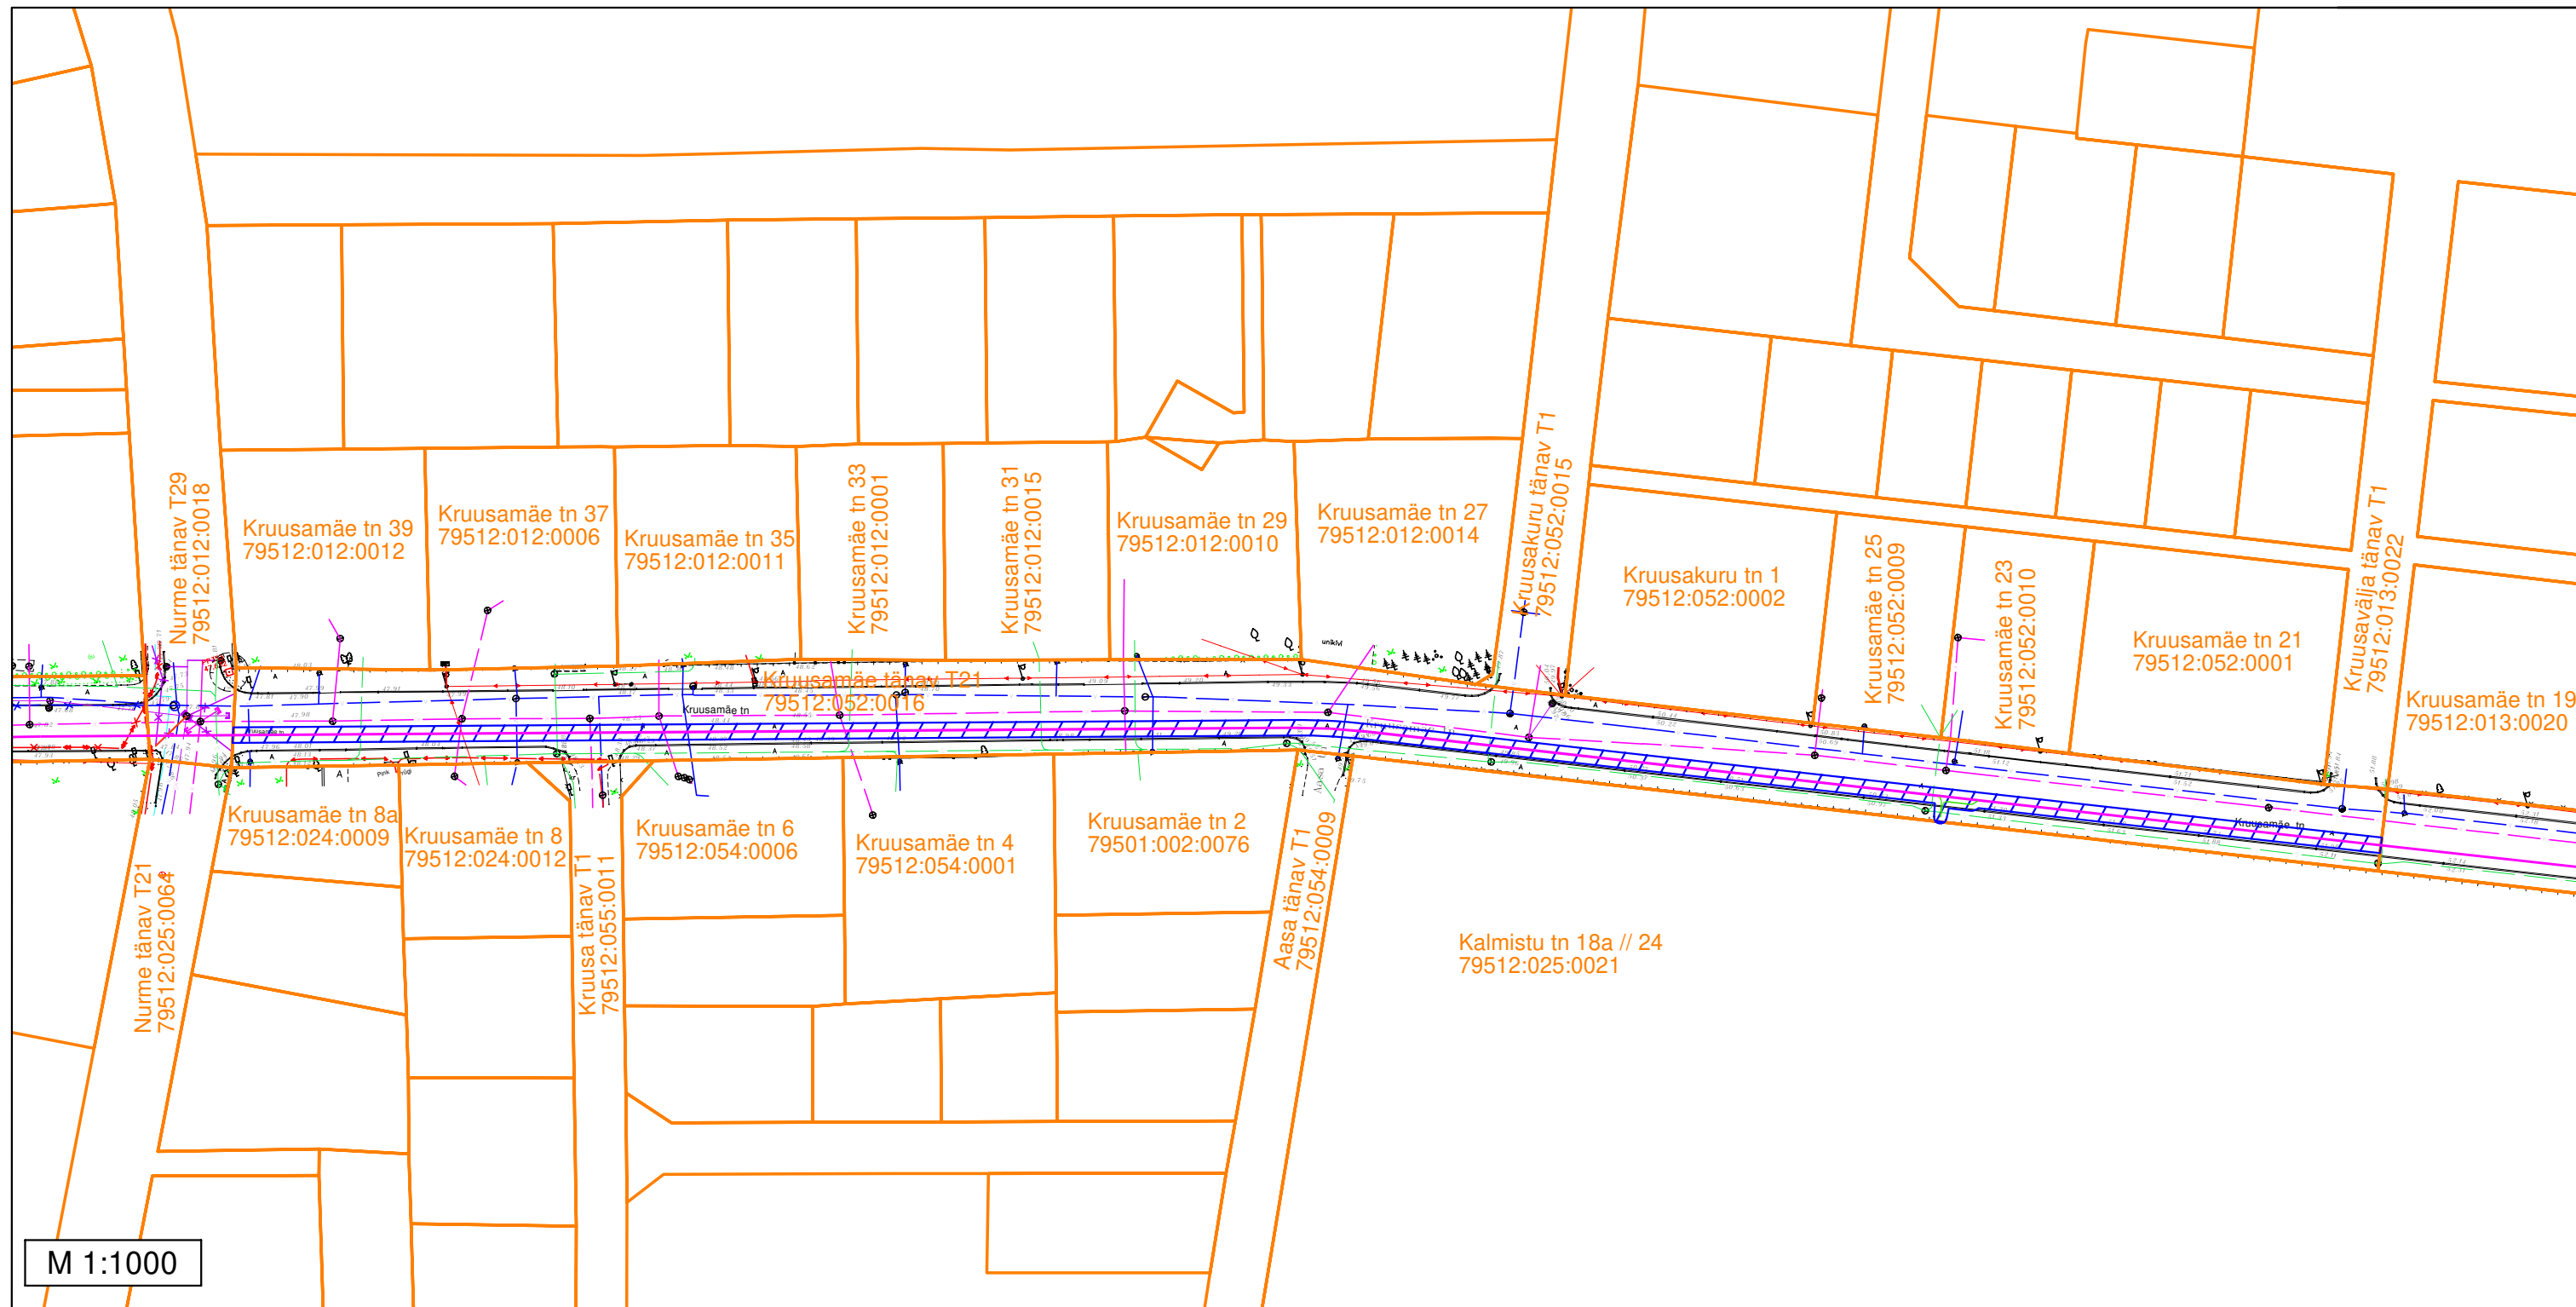 Nurme tänav T29
79512:012:0018
Kruusamäe tn 39
79512:012:0012
Kruusamäe tn 37
79512:012:0006
Kruusamäe tn 35
79512:012:0011
Kruusamäe tn 33
79512:012:0001
Kruusamäe tn 31
79512:012:0015
Kruusamäe tn 29
79512:012:0010
Kruusamäe tn 27
79512:012:0014
Kruusakuru tänav T1
79512:052:0015
Kruusakuru tn 1
79512:052:0002
Kruusamäe tn 25
79512:052:0009
Kruusamäe tn 23
79512:052:0010
Kruusamäe tn 21
79512:052:0001
Kruusavälja tänav T1
79512:013:0022
Kruusamäe tn 19
79512:013:0020
Kruusamäe tänav T21
79512:052:0016
Kruusamäe tn
Kruusamäe tn
Nurme tänav T21
79512:025:0064
Kruusamäe tn 8a
79512:024:0009
Kruusamäe tn 8
79512:024:0012
Kruusa tänav T1
79512:055:0011
Kruusamäe tn 6
79512:054:0006
Kruusamäe tn 4
79512:054:0001
Kruusamäe tn 2
79501:002:0076
Aasa tänav T1
79512:054:0009
Kalmistu tn 18a // 24
79512:025:0021
M 1:1000